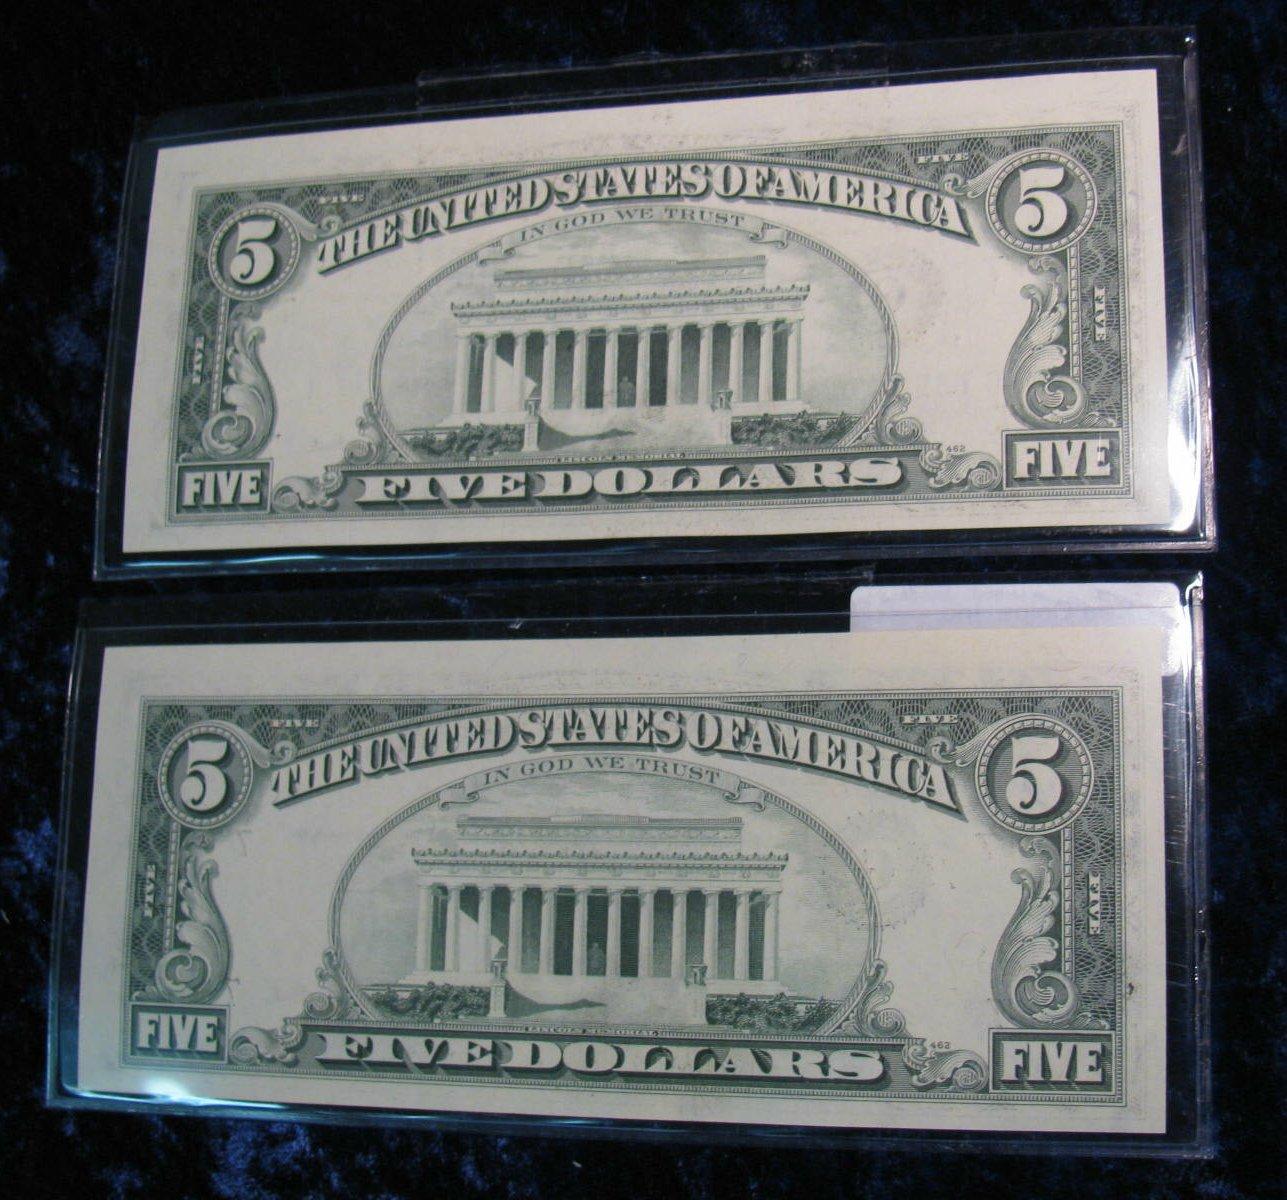 FIVE FIVE
5 THE UNITED STATES OF AMERICA 5
IN GOD WE TRUST
FIVE FIVE
LINCOLN MEMORIAL
462
FIVE FIVE DOLLARS FIVE
FIVE FIVE
5 THE UNITED STATES OF AMERICA 5
IN GOD WE TRUST
FIVE FIVE
LINCOLN MEMORIAL
462
FIVE FIVE DOLLARS FIVE